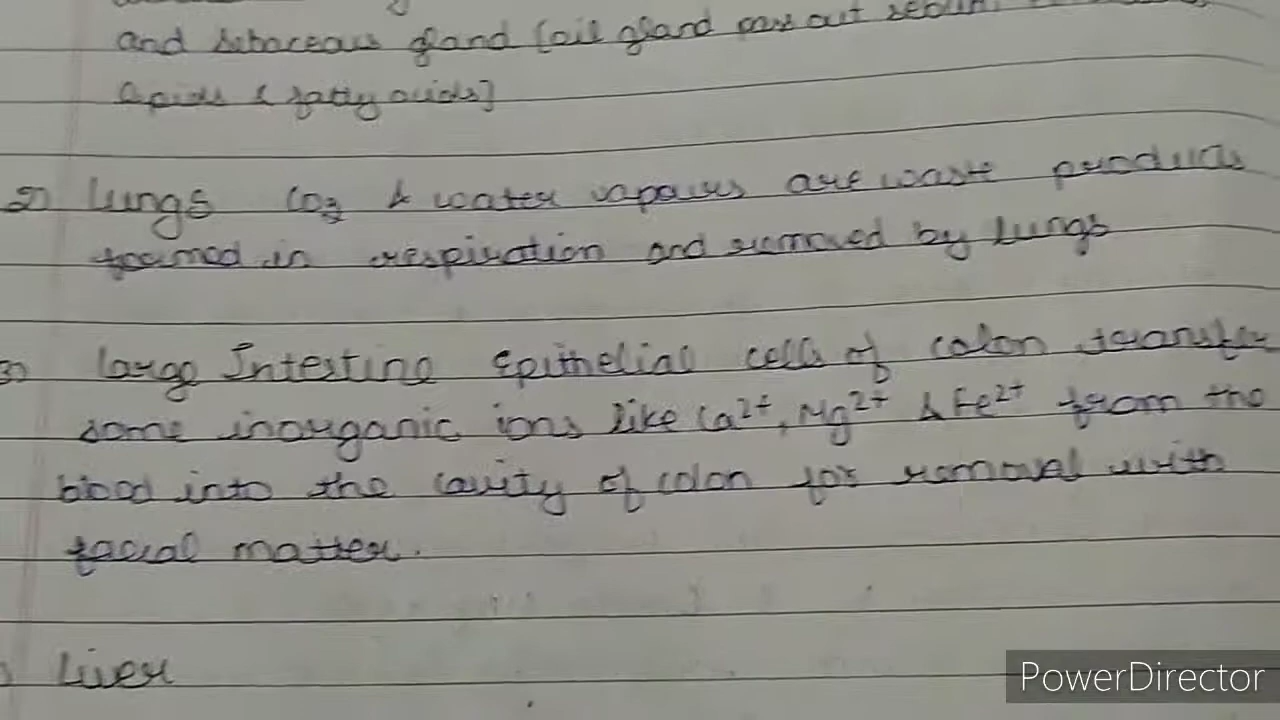 and sebaceous gland (oil gland pass out sebum
lipids & fatty acids]
2) Lungs CO2 & water vapours are waste products
formed in respiration and removed by lungs
3) large Intestine Epithelial cells of colon transfer
some inorganic ions like Ca2+, Mg2+ & Fe2+ from the
blood into the cavity of colon for removal with
faecal matter.
Liver
PowerDirector